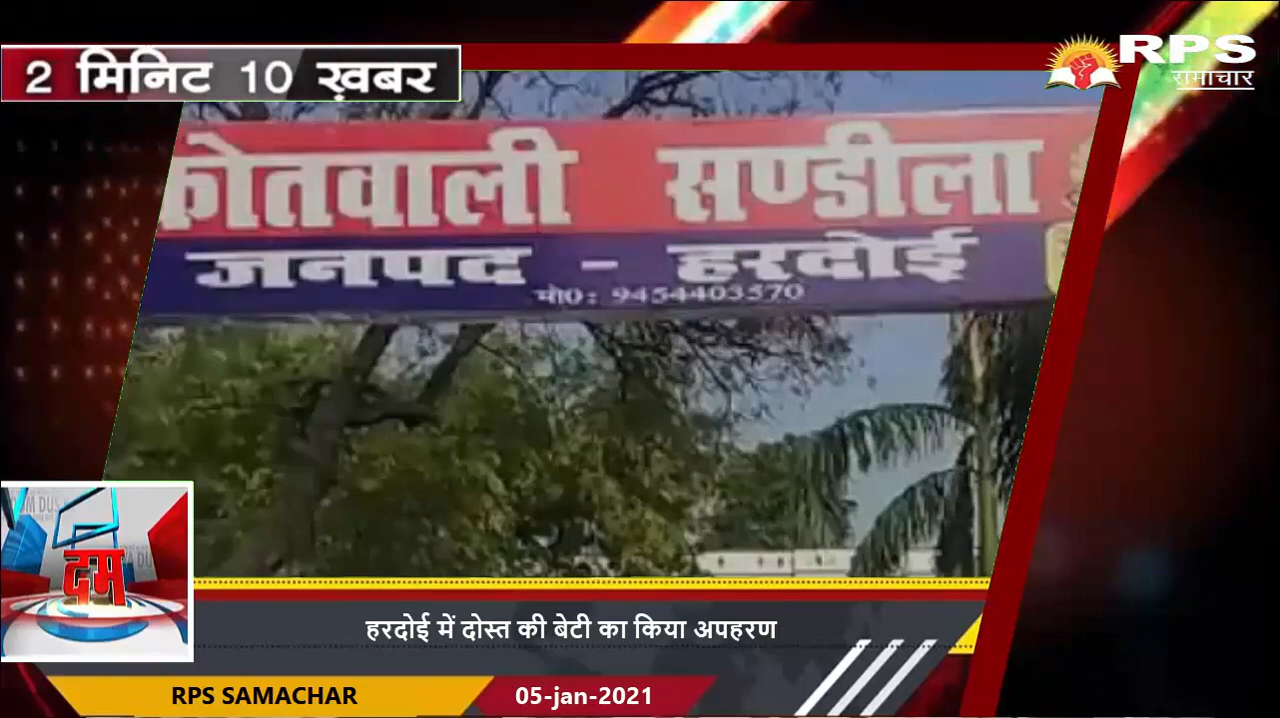 2 मिनिट 10 ख़बर
RPS
समाचार
कोतवाली सण्डीला
जनपद - हरदोई
मो0: 9454403570
दम
हरदोई में दोस्त की बेटी का किया अपहरण
RPS SAMACHAR
05-jan-2021